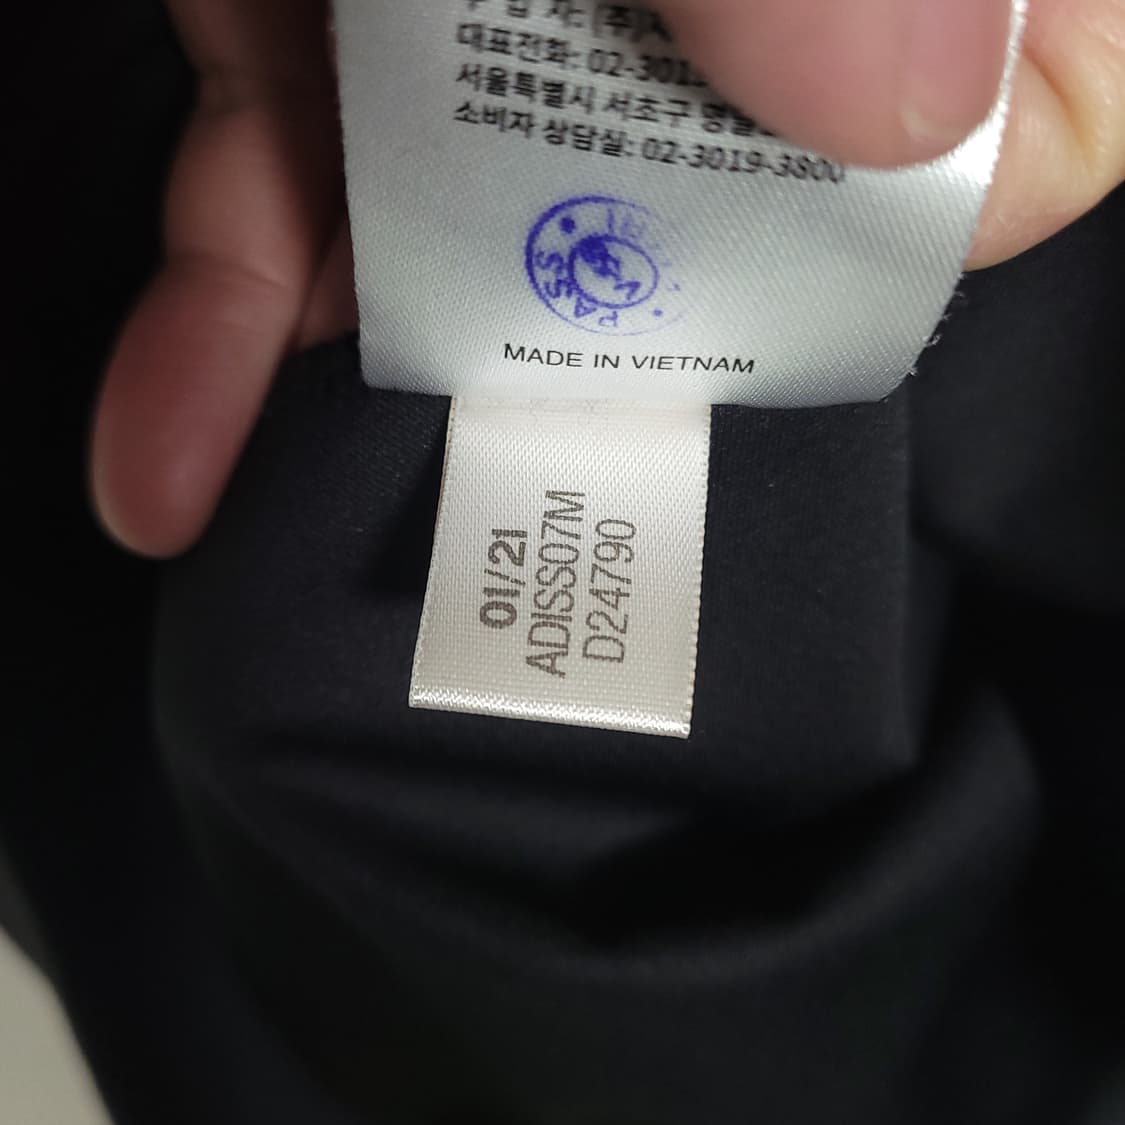 대표전화: 02-301
서울특별시 서초구
소비자 상담실: 02-3019-3800
PASS
MADE IN VIETNAM
01/21
ADISS07M
D24790